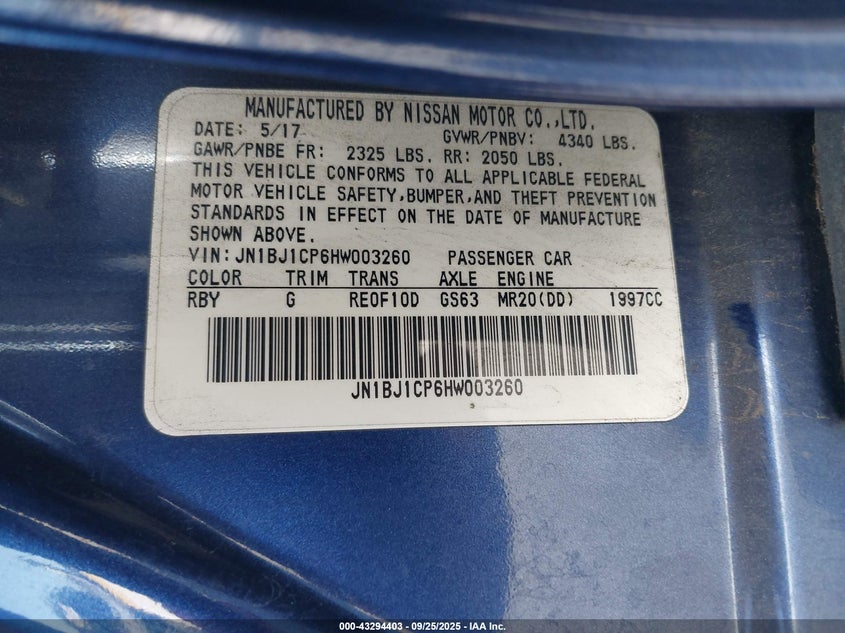 MANUFACTURED BY NISSAN MOTOR CO.,LTD.
DATE: 5/17 GVWR/PNBV: 4340 LBS.
GAWR/PNBE FR: 2325 LBS. RR: 2050 LBS.
THIS VEHICLE CONFORMS TO ALL APPLICABLE FEDERAL
MOTOR VEHICLE SAFETY,BUMPER,AND THEFT PREVENTION
STANDARDS IN EFFECT ON THE DATE OF MANUFACTURE
SHOWN ABOVE.
VIN:JN1BJ1CP6HW003260 PASSENGER CAR
COLOR TRIM TRANS AXLE ENGINE
RBY G RE0F10D GS63 MR20(DD) 1997CC
JN1BJ1CP6HW003260
000-43294403 - 09/25/2025 - IAA Inc.